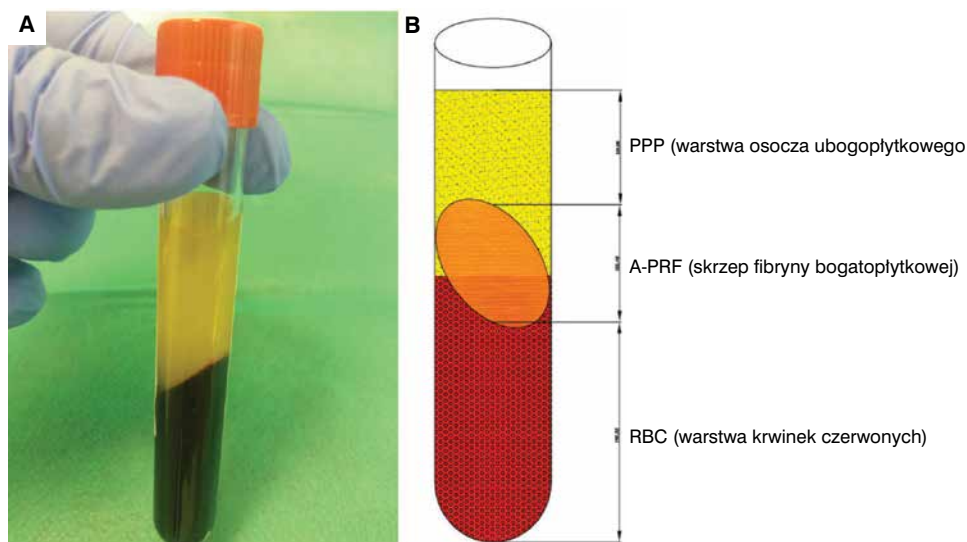 A
B
PPP (warstwa osocza ubogopłytkowego
A-PRF (skrzep fibryny bogatopłytkowej)
RBC (warstwa krwinek czerwonych)